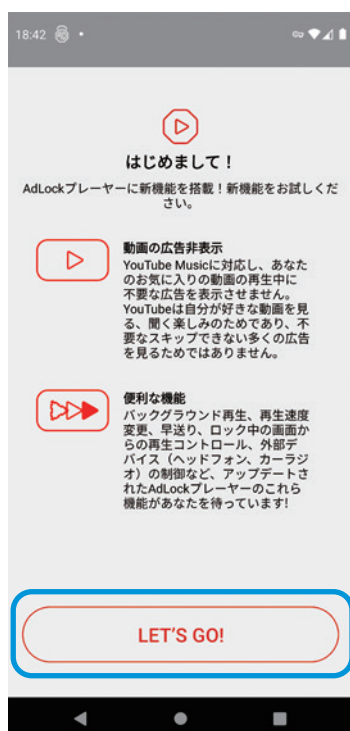 18:42
はじめまして！
AdLockプレーヤーに新機能を搭載！新機能をお試しくだ
さい。
動画の広告非表示
YouTube Musicに対応し、あなた
のお気に入りの動画の再生中に
不要な広告を表示させません。
YouTubeは自分が好きな動画を見
る、聞く楽しみのためであり、不
要なスキップできない多くの広告
を見るためではありません。
便利な機能
バックグラウンド再生、再生速度
変更、早送り、ロック中の画面か
らの再生コントロール、外部デ
バイス（ヘッドフォン、カーラジ
オ）の制御など、アップデートさ
れたAdLockプレーヤーのこれら
機能があなたを待っています!
LET'S GO!